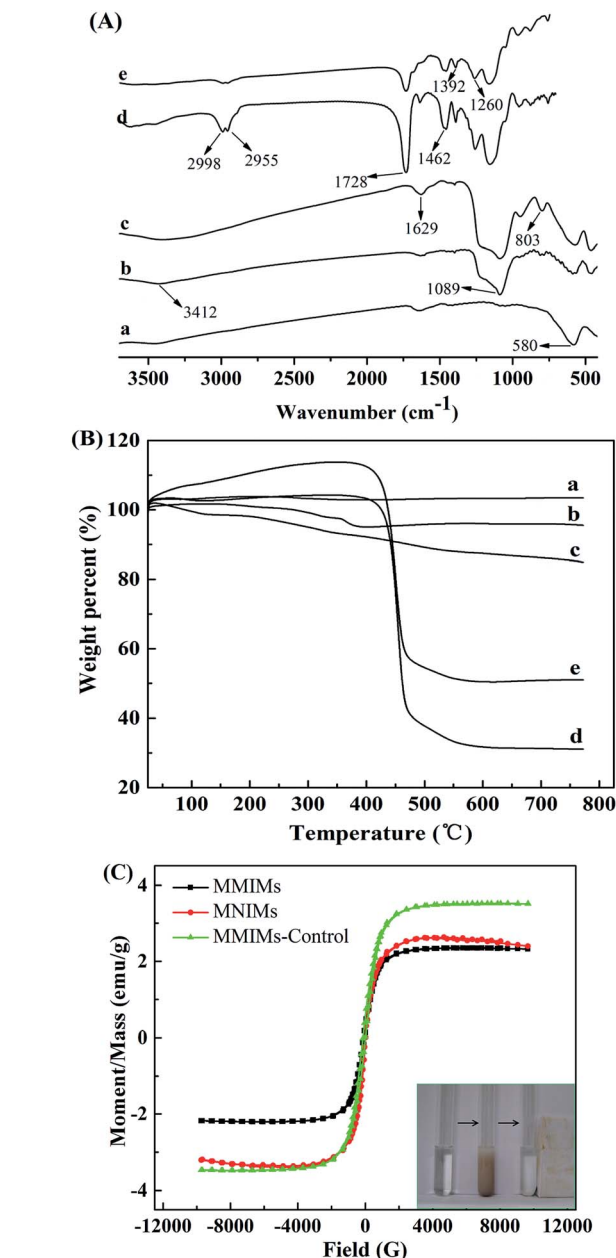 (A)
e
1392
1260
d
2998
2955
1462
1728
c
1629
803
b
1089
3412
a
580
3500 3000 2500 2000 1500 1000 500
Wavenumber (cm-1)
(B)
120
100
80
60
40
20
Weight percent (%)
a
b
c
e
d
100 200 300 400 500 600 700 800
Temperature (℃)
(C)
4
2
0
-2
-4
Moment/Mass (emu/g)
MMIMs
MNIMs
MMIMs-Control
-12000 -8000 -4000 0 4000 8000 12000
Field (G)